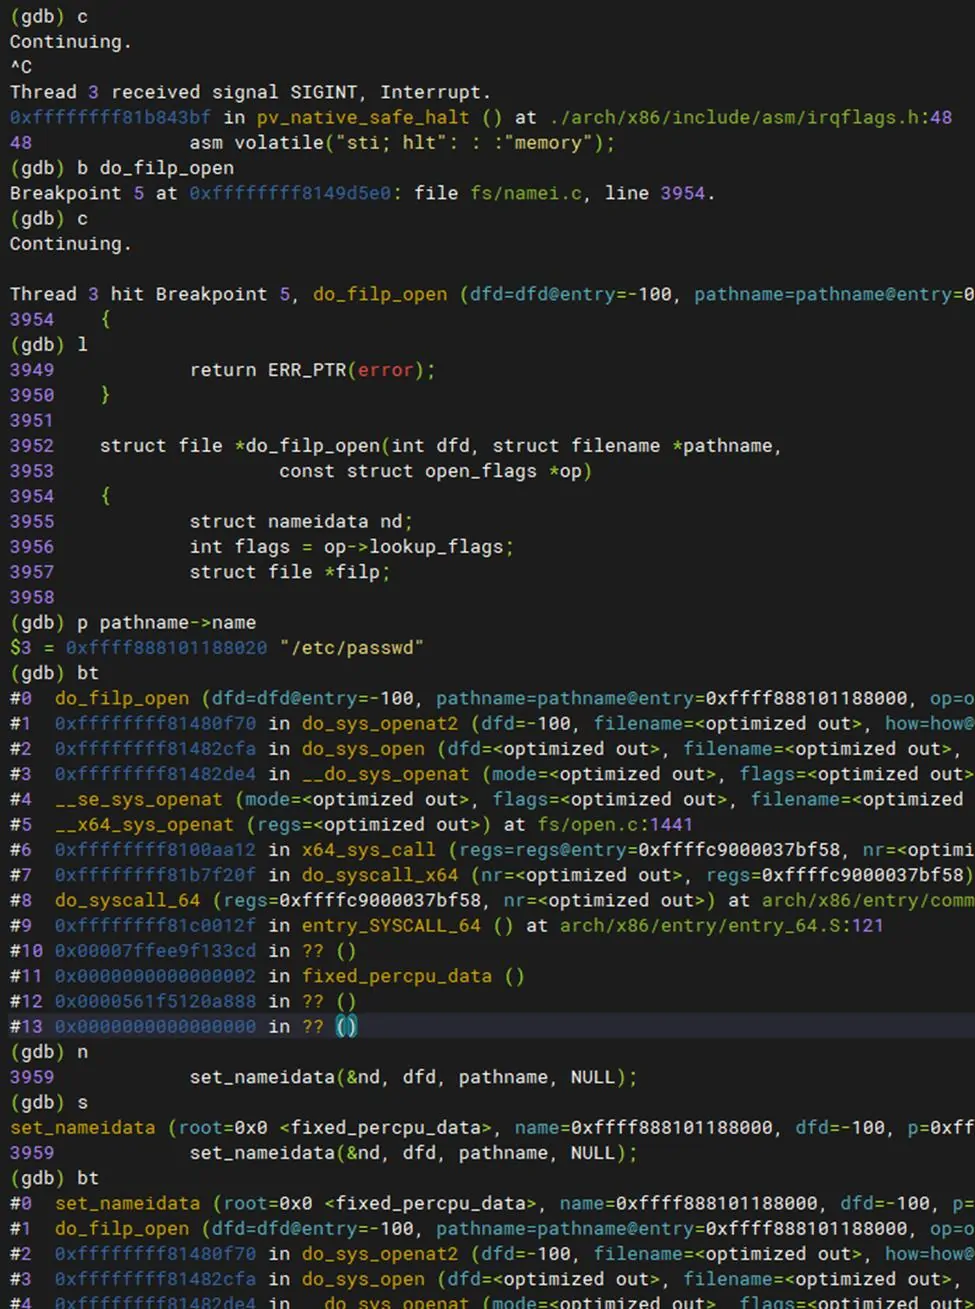 (gdb) c
Continuing.
^C
Thread 3 received signal SIGINT, Interrupt.
0xffffffff81b843bf in pv_native_safe_halt () at ./arch/x86/include/asm/irqflags.h:48
48 asm volatile("sti; hlt": : :"memory");
(gdb) b do_filp_open
Breakpoint 5 at 0xffffffff8149d5e0: file fs/namei.c, line 3954.
(gdb) c
Continuing.
Thread 3 hit Breakpoint 5, do_filp_open (dfd=dfd@entry=-100, pathname=pathname@entry=0
3954 {
(gdb) l
3949 return ERR_PTR(error);
3950 }
3951
3952 struct file *do_filp_open(int dfd, struct filename *pathname,
3953 const struct open_flags *op)
3954 {
3955 struct nameidata nd;
3956 int flags = op->lookup_flags;
3957 struct file *filp;
3958
(gdb) p pathname->name
$3 = 0xffff888101188020 "/etc/passwd"
(gdb) bt
#0 do_filp_open (dfd=dfd@entry=-100, pathname=pathname@entry=0xffff888101188000, op=o
#1 0xffffffff81480f70 in do_sys_openat2 (dfd=-100, filename=<optimized out>, how=how@
#2 0xffffffff81482cfa in do_sys_open (dfd=<optimized out>, filename=<optimized out>,
#3 0xffffffff81482de4 in __do_sys_openat (mode=<optimized out>, flags=<optimized out>
#4 __se_sys_openat (mode=<optimized out>, flags=<optimized out>, filename=<optimized
#5 __x64_sys_openat (regs=<optimized out>) at fs/open.c:1441
#6 0xffffffff8100aa12 in x64_sys_call (regs=regs@entry=0xffffc9000037bf58, nr=<optimi
#7 0xffffffff81b7f20f in do_syscall_x64 (nr=<optimized out>, regs=0xffffc9000037bf58)
#8 do_syscall_64 (regs=0xffffc9000037bf58, nr=<optimized out>) at arch/x86/entry/comm
#9 0xffffffff81c0012f in entry_SYSCALL_64 () at arch/x86/entry/entry_64.S:121
#10 0x00007ffee9f133cd in ?? ()
#11 0x0000000000000002 in fixed_percpu_data ()
#12 0x0000561f5120a888 in ?? ()
#13 0x0000000000000000 in ?? ()
(gdb) n
3959 set_nameidata(&nd, dfd, pathname, NULL);
(gdb) s
set_nameidata (root=0x0 <fixed_percpu_data>, name=0xffff888101188000, dfd=-100, p=0xff
3959 set_nameidata(&nd, dfd, pathname, NULL);
(gdb) bt
#0 set_nameidata (root=0x0 <fixed_percpu_data>, name=0xffff888101188000, dfd=-100, p=
#1 do_filp_open (dfd=dfd@entry=-100, pathname=pathname@entry=0xffff888101188000, op=o
#2 0xffffffff81480f70 in do_sys_openat2 (dfd=-100, filename=<optimized out>, how=how@
#3 0xffffffff81482cfa in do_sys_open (dfd=<optimized out>, filename=<optimized out>,
#4 0xffffffff81482de4 in __do_sys_openat (mode=<optimized out>, flags=<optimized out>